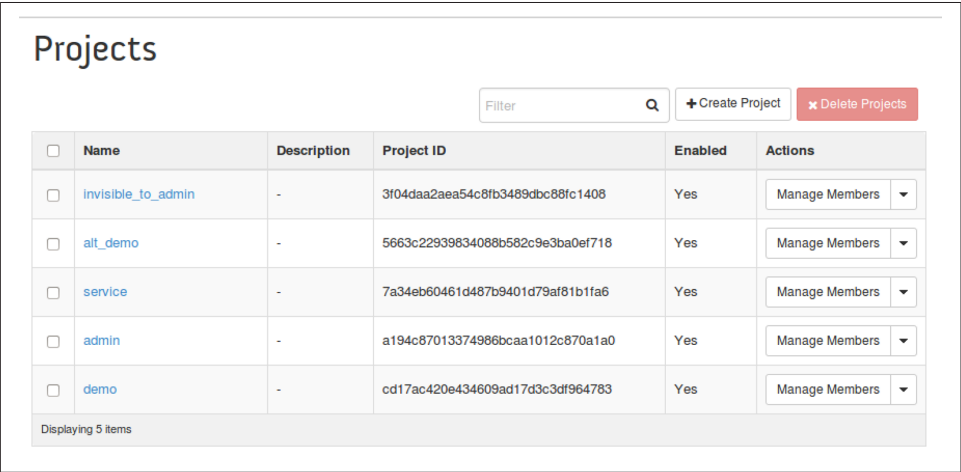 Projects
Filter Create Project Delete Projects
Name Description Project ID Enabled Actions
invisible_to_admin - 3f04daa2aea54c8fb3489dbc88fc1408 Yes Manage Members
alt_demo - 5663c22939834088b582c9e3ba0ef718 Yes Manage Members
service - 7a34eb60461d487b9401d79af81b1fa6 Yes Manage Members
admin - a194c87013374986bcaa1012c870a1a0 Yes Manage Members
demo - cd17ac420e434609ad17d3c3df964783 Yes Manage Members
Displaying 5 items